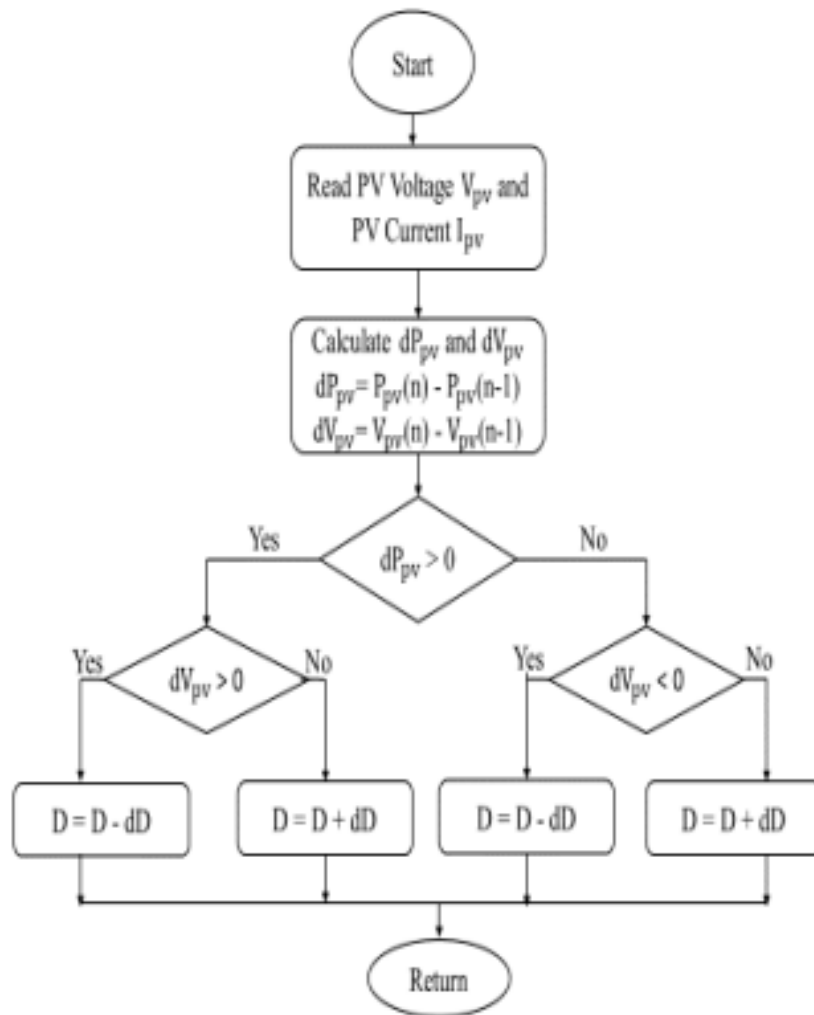 Start
Read PV Voltage Vpv and
PV Current Ipv
Calculate dPpv and dVpv
dPpv= Ppv(n) - Ppv(n-1)
dVpv= Vpv(n) - Vpv(n-1)
Yes
No
dPpv > 0
Yes
No
Yes
No
dVpv > 0
dVpv < 0
D = D - dD
D = D + dD
D = D - dD
D = D + dD
Return